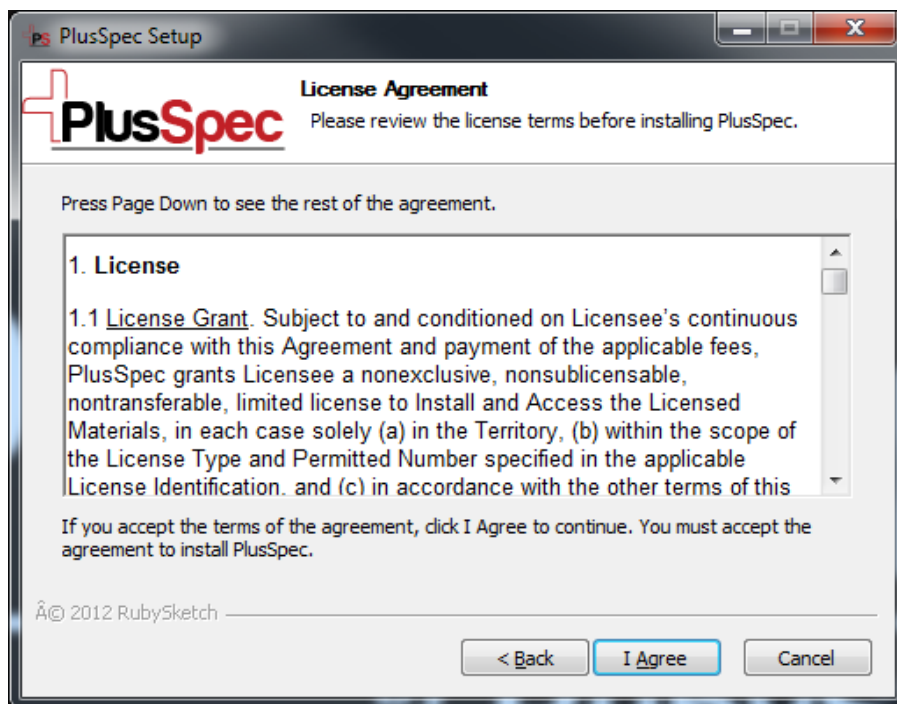 PS PlusSpec Setup
PlusSpec
License Agreement
Please review the license terms before installing PlusSpec.
Press Page Down to see the rest of the agreement.
1. License
1.1 License Grant. Subject to and conditioned on Licensee's continuous
compliance with this Agreement and payment of the applicable fees,
PlusSpec grants Licensee a nonexclusive, nonsublicensable,
nontransferable, limited license to Install and Access the Licensed
Materials, in each case solely (a) in the Territory, (b) within the scope of
the License Type and Permitted Number specified in the applicable
License Identification, and (c) in accordance with the other terms of this
If you accept the terms of the agreement, click I Agree to continue. You must accept the
agreement to install PlusSpec.
Â© 2012 RubySketch
< Back I Agree Cancel